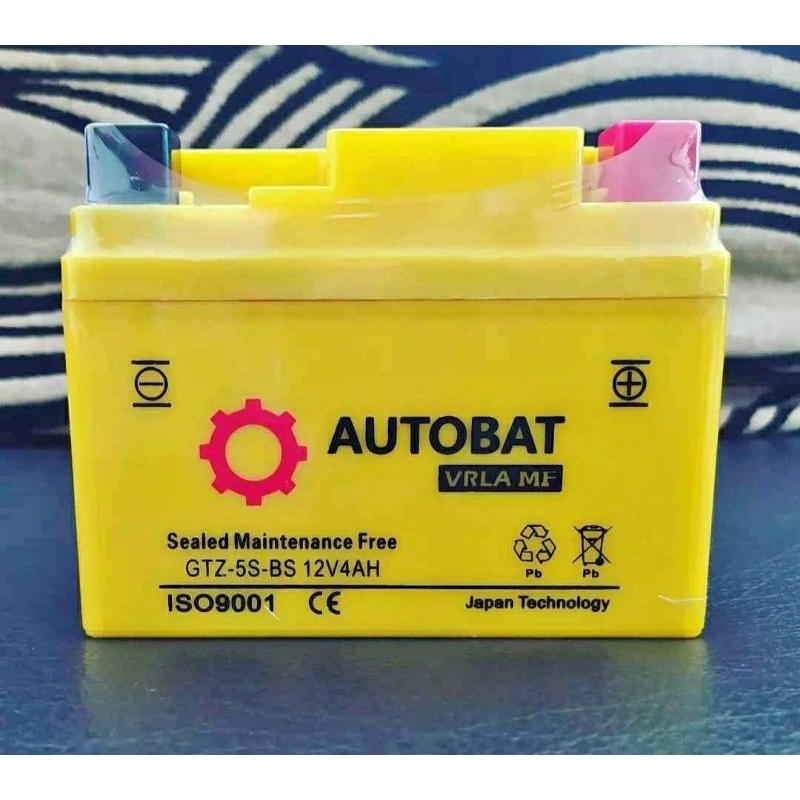 AUTOBAT
VRLA MF
Sealed Maintenance Free
GTZ-5S-BS 12V4AH
Pb Pb
ISO9001 CE
Japan Technology